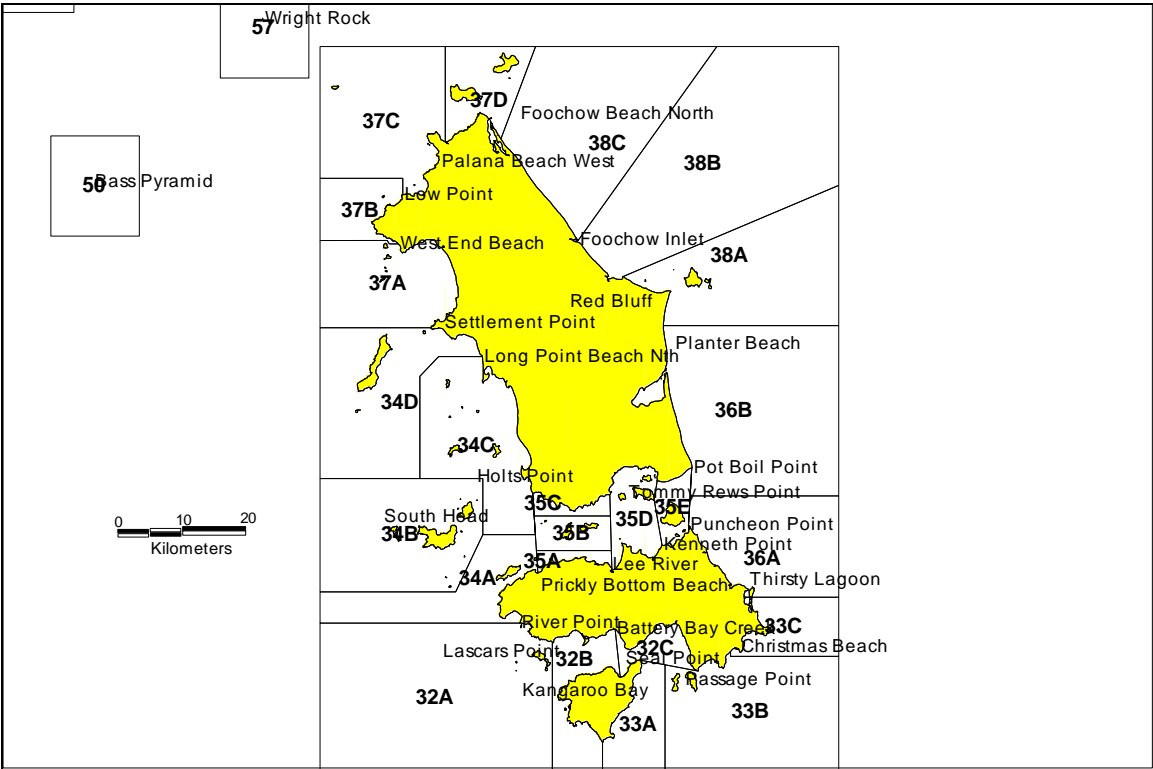 Wright Rock
57
37D
Foochow Beach North
37C
38C
Palana Beach West
38B
50
Bass Pyramid
Low Point
37B
Foochow Inlet
West End Beach
38A
37A
Red Bluff
Settlement Point
Planter Beach
Long Point Beach Nth
34D
36B
34C
Pot Boil Point
Holts Point
Tommy Rews Point
35C
35E
South Head
35D
Puncheon Point
0 10 20
Kilometers
34B
35B
Kenneth Point
36A
35A
Lee River
34A
Thirsty Lagoon
Prickly Bottom Beach
River Point
Battery Bay Creek
33C
Christmas Beach
Lascars Point
32C
32B
Seal Point
Passage Point
Kangaroo Bay
32A
33B
33A